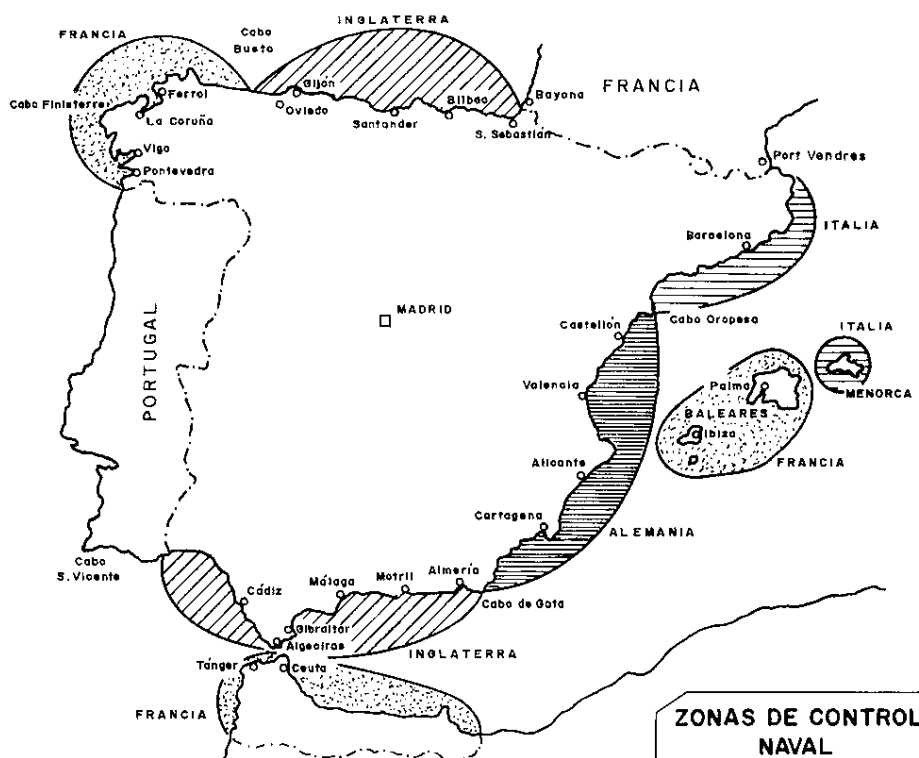 INGLATERRA
FRANCIA
Cabo
Busto
Gijón
Ferrol
Cabo Finisterre
La Coruña
Oviedo
Santander
Bilbao
Bayona
S. Sebastián
FRANCIA
Vigo
Pontevedra
Port Vendres
Barcelona
ITALIA
MADRID
Castellón
Cabo Oropesa
ITALIA
MENORCA
PORTUGAL
Valencia
Palma
BALEARES
Ibiza
FRANCIA
Alicante
Cartagena
ALEMANIA
Cabo
S. Vicente
Cádiz
Málaga
Motril
Almería
Cabo de Gata
Gibraltar
Algeciras
INGLATERRA
Tánger
Ceuta
FRANCIA
ZONAS DE CONTROL
NAVAL